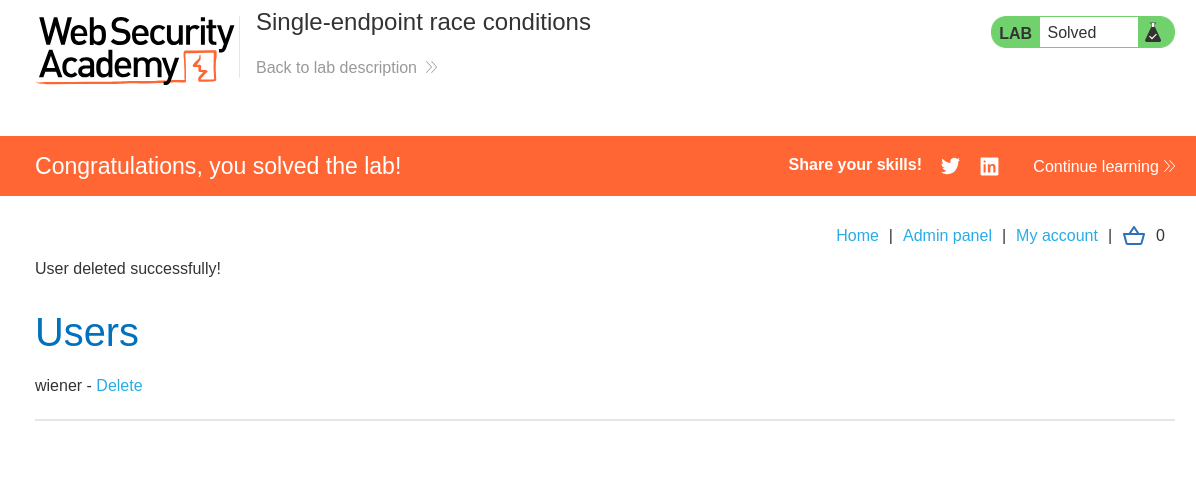 Web Security
Academy
Single-endpoint race conditions
Back to lab description
LAB Solved
Congratulations, you solved the lab!
Share your skills!
Continue learning
Home | Admin panel | My account | 0
User deleted successfully!
Users
wiener - Delete